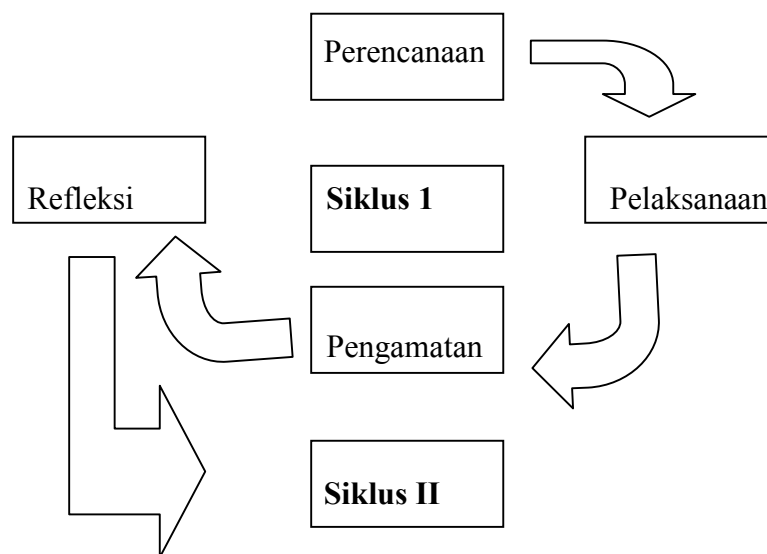 Perencanaan
Refleksi
Siklus 1
Pelaksanaan
Pengamatan
Siklus II